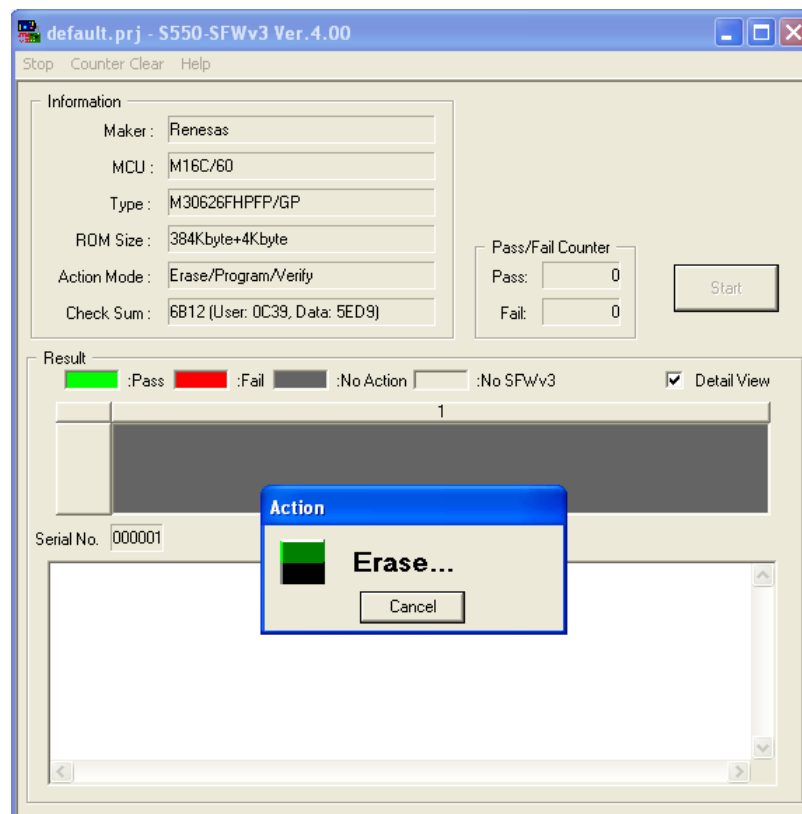 default.prj - S550-SFWv3 Ver.4.00
Stop Counter Clear Help
Information
Maker : Renesas
MCU : M16C/60
Type : M30626FHPFP/GP
ROM Size : 384Kbyte+4Kbyte
Action Mode : Erase/Program/Verify
Check Sum : 6B12 (User: 0C39, Data: 5ED9)
Pass/Fail Counter
Pass: 0
Fail: 0
Start
Result
:Pass :Fail :No Action :No SFWv3 Detail View
1
Serial No. 000001
Action
Erase...
Cancel